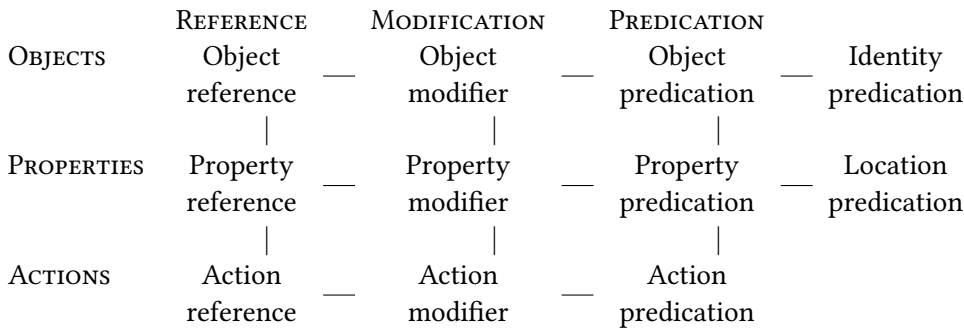 REFERENCE MODIFICATION PREDICATION
OBJECTS Object — Object — Object — Identity
reference modifier predication predication
| | |
PROPERTIES Property — Property — Property — Location
reference modifier predication predication
| | |
ACTIONS Action — Action — Action
reference modifier predication